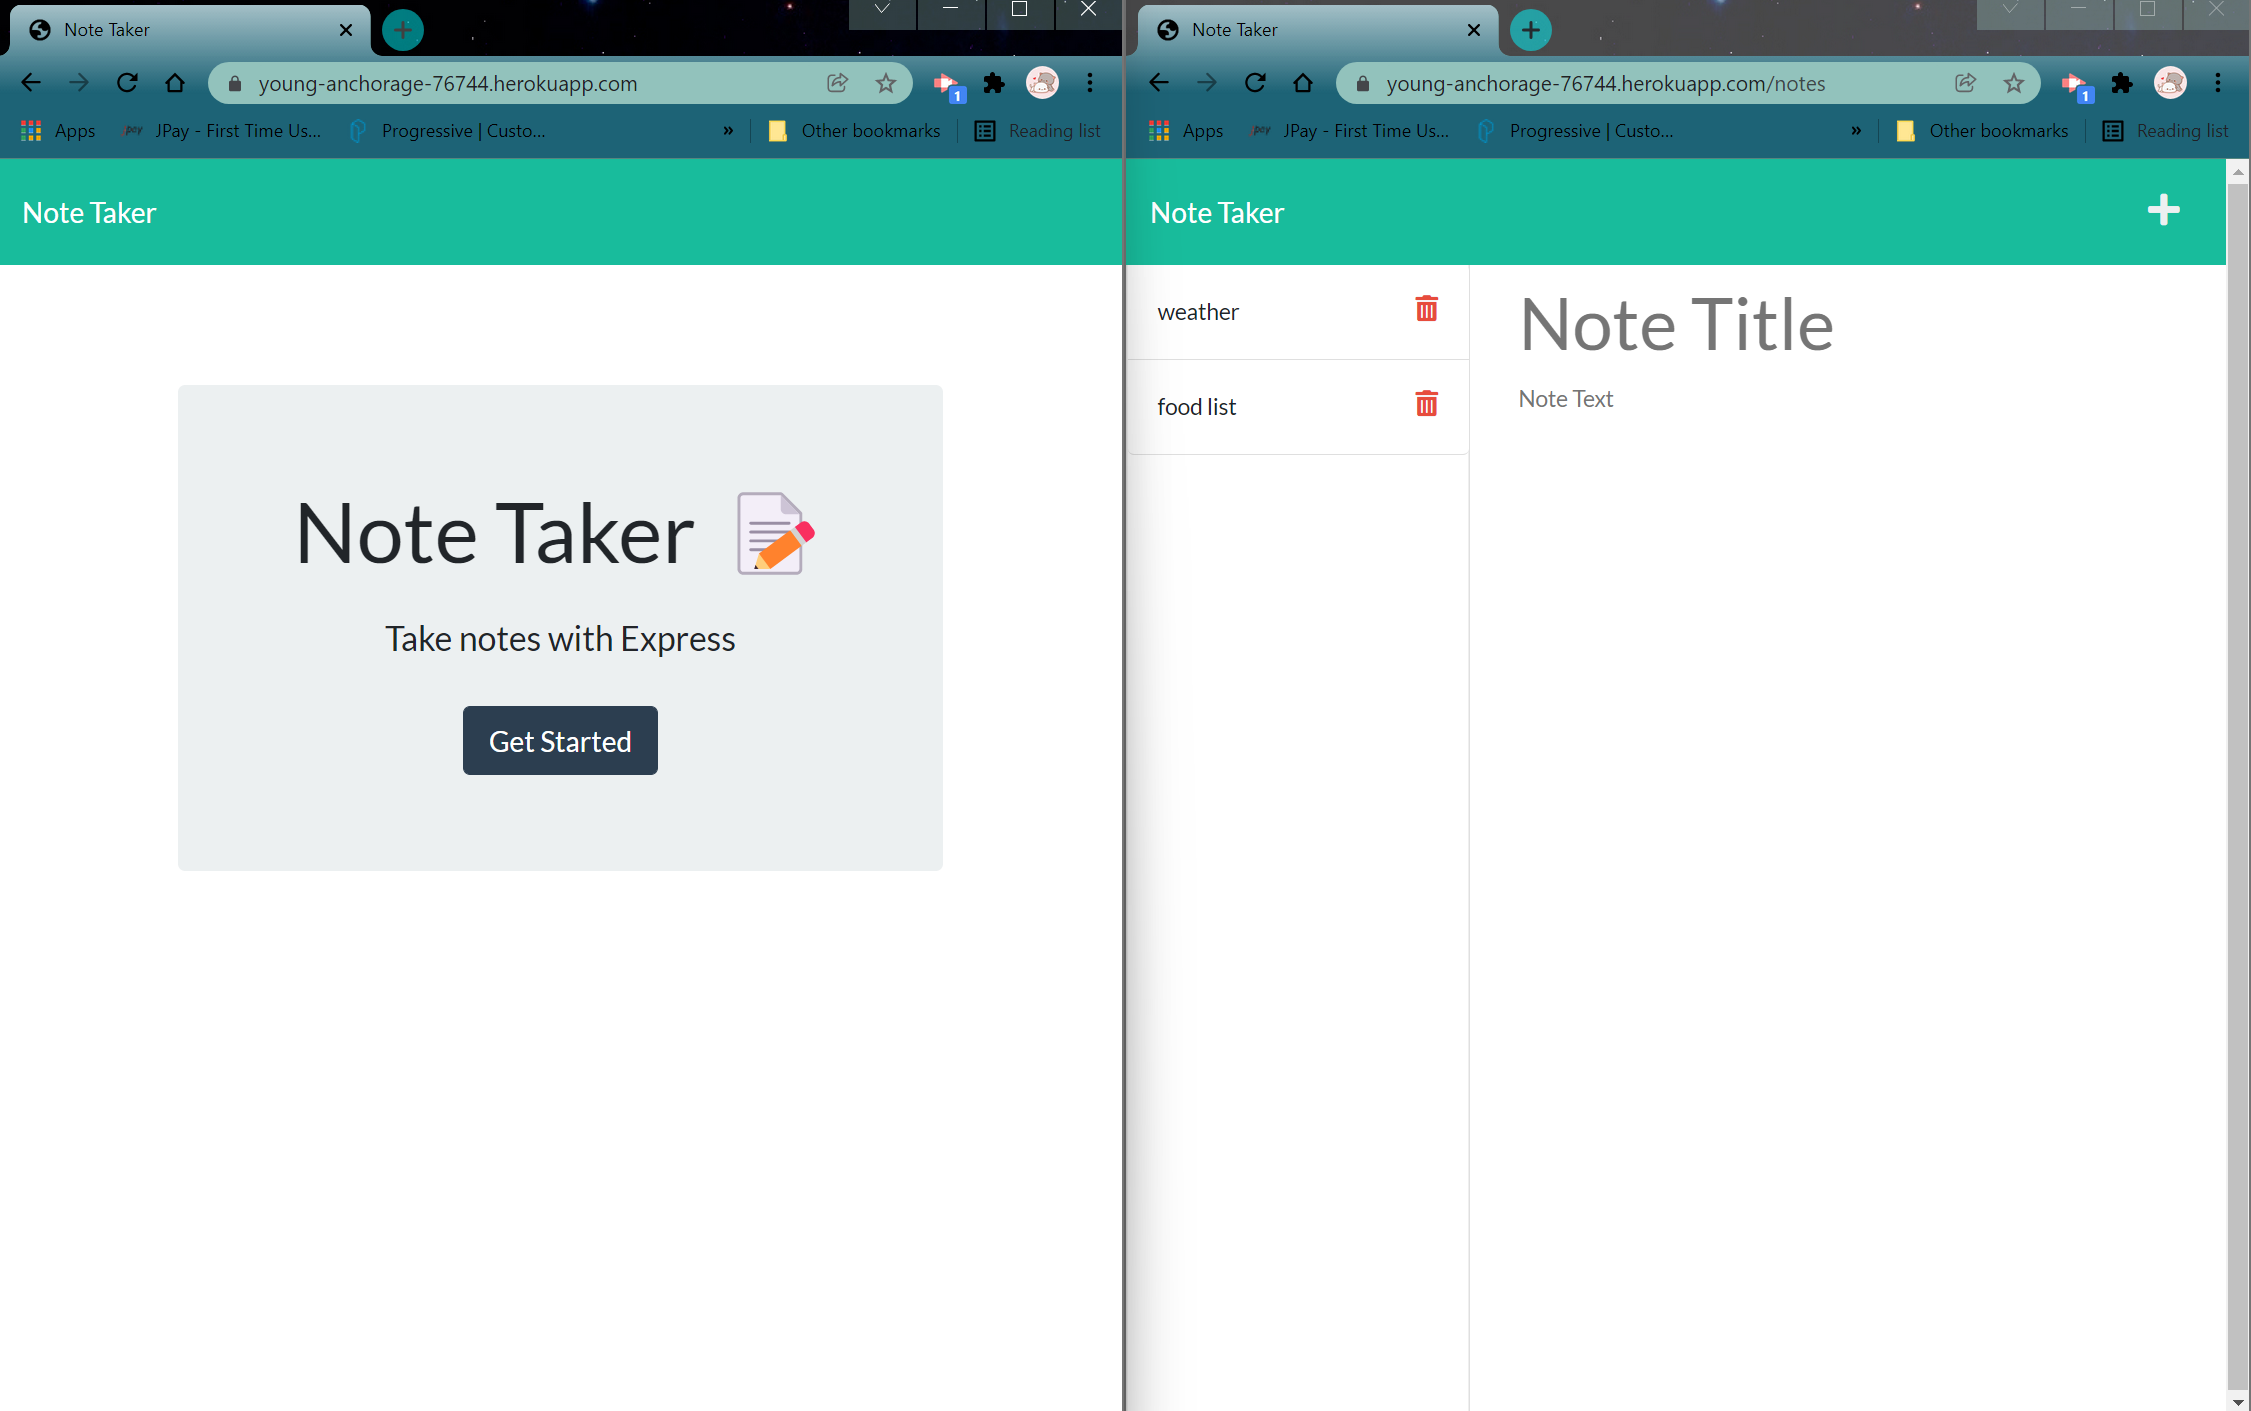 Note Taker
young-anchorage-76744.herokuapp.com
1
Apps
JPay - First Time Us...
Progressive | Custo...
»
Other bookmarks
Reading list
Note Taker
Note Taker
Take notes with Express
Get Started
Note Taker
young-anchorage-76744.herokuapp.com/notes
1
Apps
JPay - First Time Us...
Progressive | Custo...
»
Other bookmarks
Reading list
Note Taker
weather
food list
Note Title
Note Text